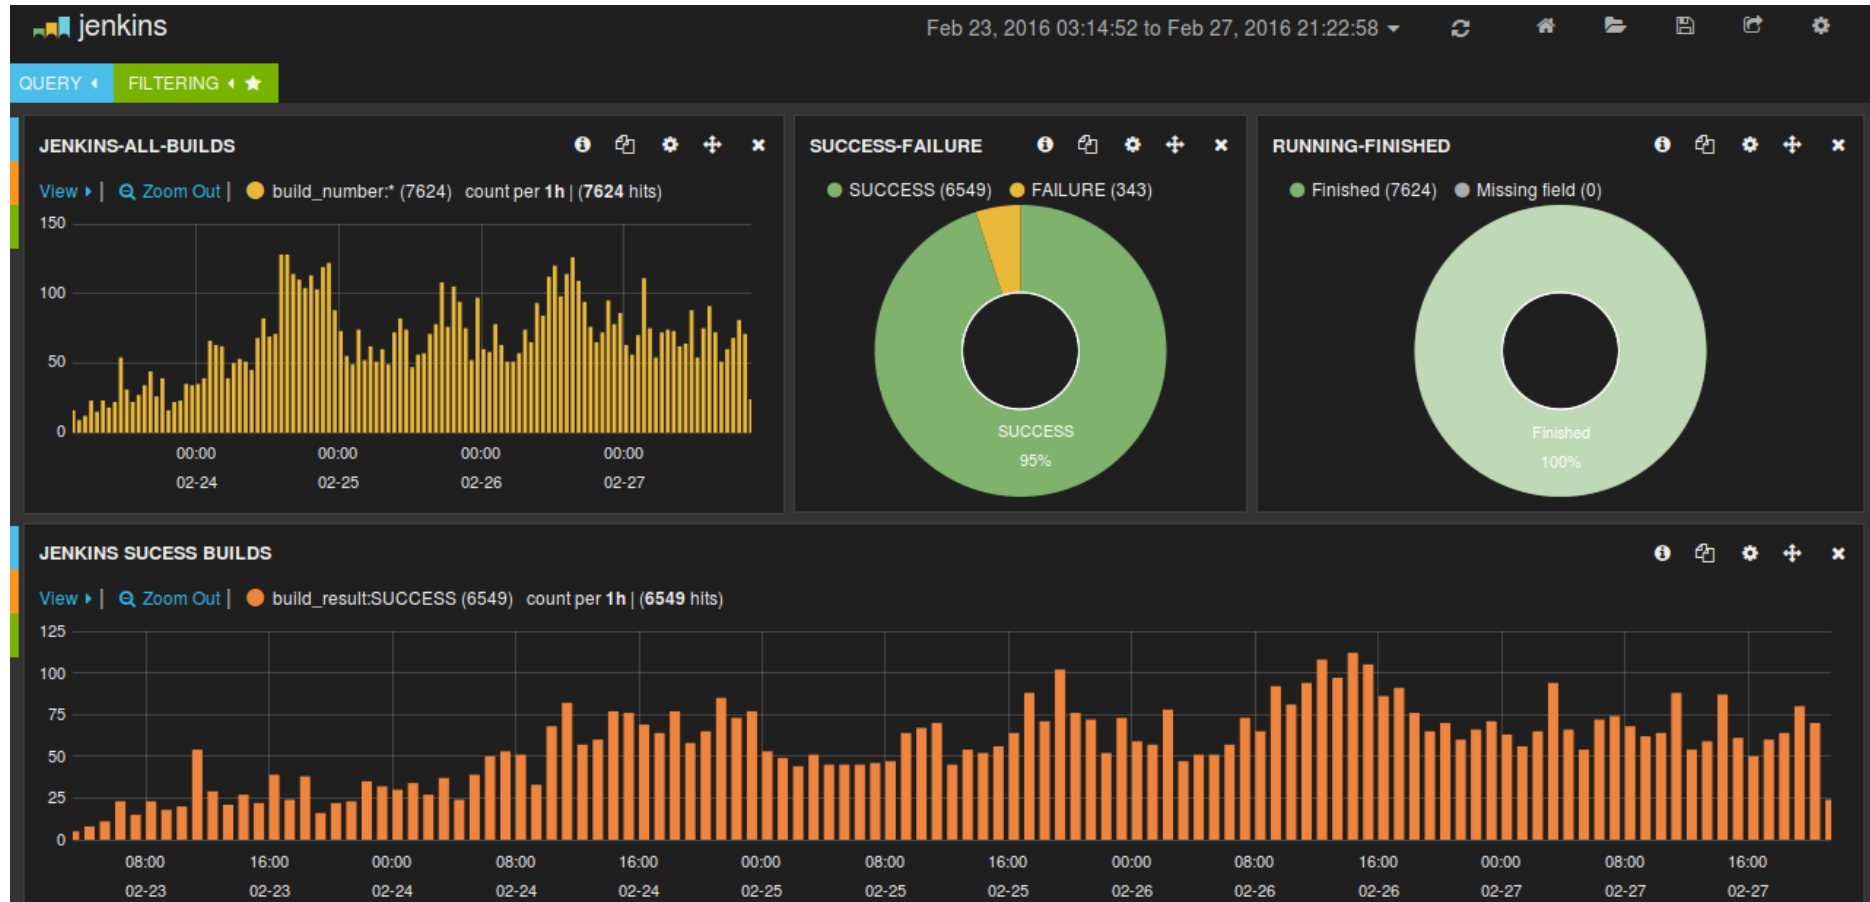 jenkins
Feb 23, 2016 03:14:52 to Feb 27, 2016 21:22:58
QUERY
FILTERING
JENKINS-ALL-BUILDS
View | Zoom Out | build_number:* (7624) count per 1h | (7624 hits)
150
100
50
0
00:00 00:00 00:00 00:00
02-24 02-25 02-26 02-27
SUCCESS-FAILURE
SUCCESS (6549) FAILURE (343)
SUCCESS
95%
RUNNING-FINISHED
Finished (7624) Missing field (0)
Finished
100%
JENKINS SUCESS BUILDS
View | Zoom Out | build_result:SUCCESS (6549) count per 1h | (6549 hits)
125
100
75
50
25
0
08:00 16:00 00:00 08:00 16:00 00:00 08:00 16:00 00:00 08:00 16:00 00:00 08:00 16:00
02-23 02-23 02-24 02-24 02-24 02-25 02-25 02-25 02-26 02-26 02-26 02-27 02-27 02-27